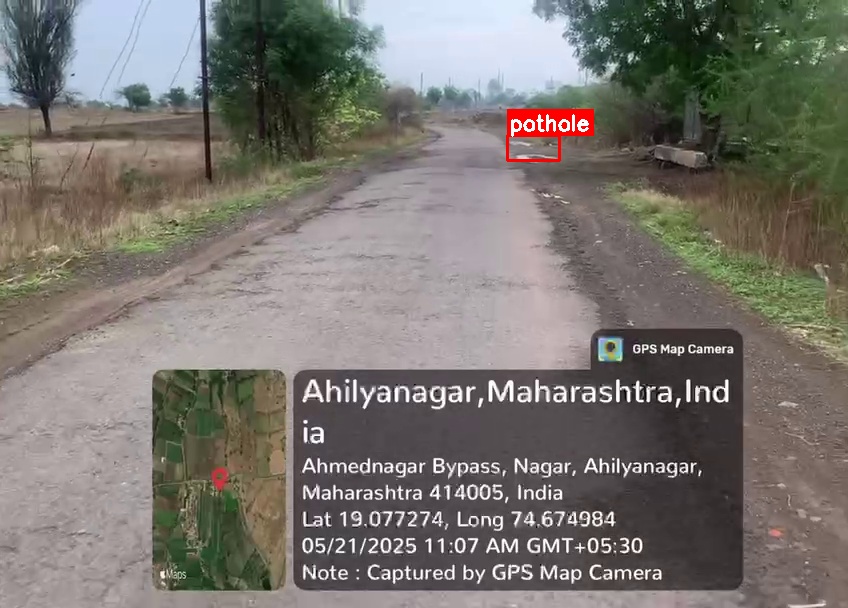 pothole
GPS Map Camera
Ahilyanagar,Maharashtra,Ind
ia
Ahmednagar Bypass, Nagar, Ahilyanagar,
Maharashtra 414005, India
Lat 19.077274, Long 74.674984
05/21/2025 11:07 AM GMT+05:30
Note : Captured by GPS Map Camera
Maps